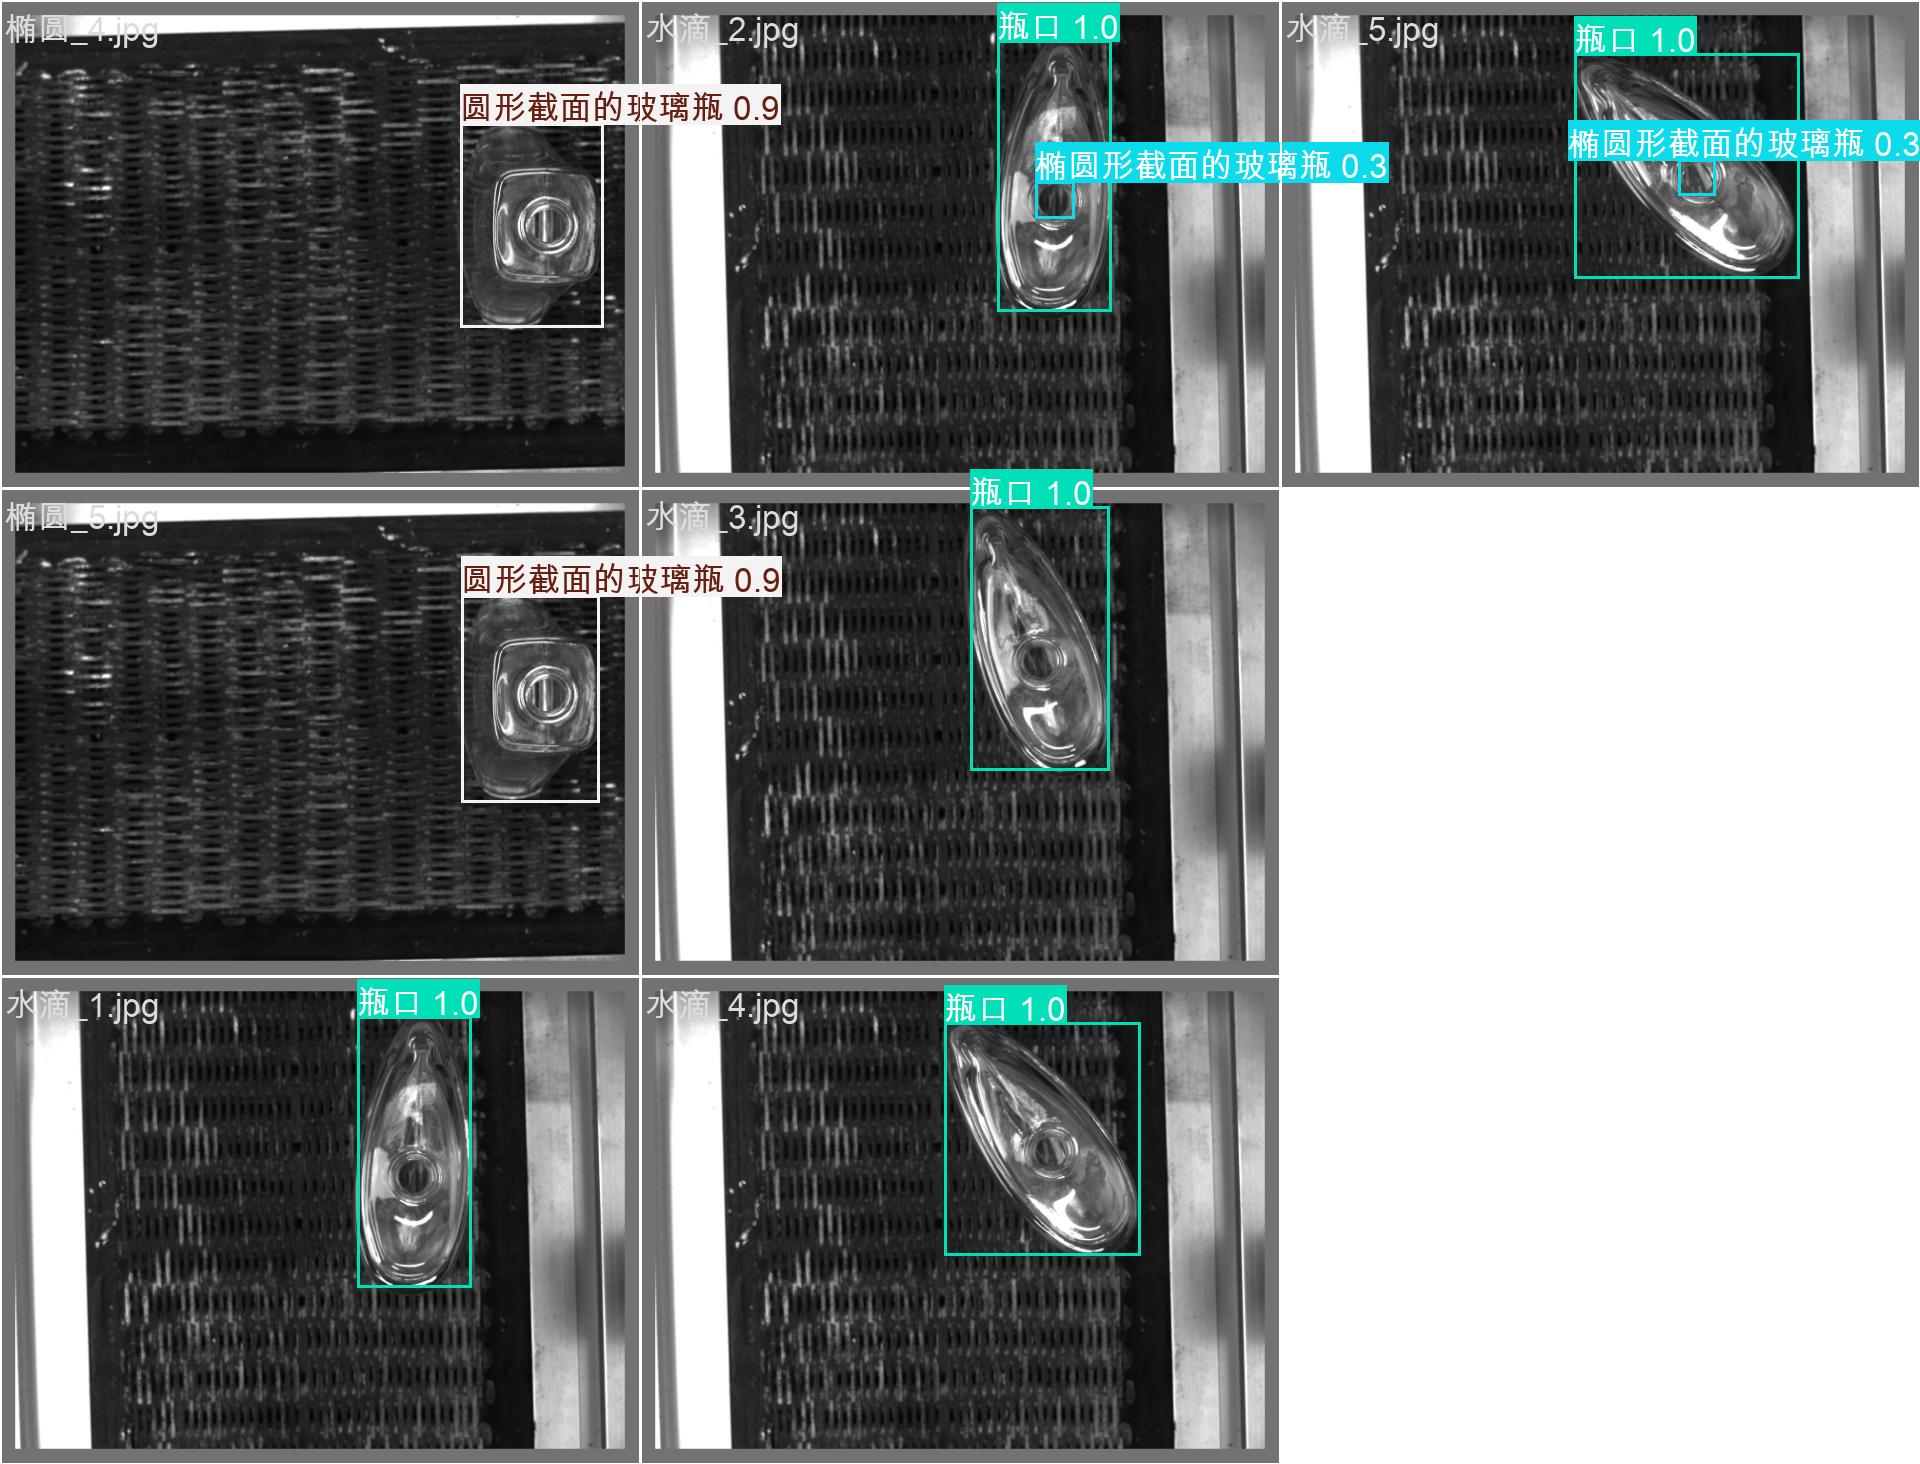 椭圆_4.jpg
圆形截面的玻璃瓶 0.9
水滴_2.jpg
瓶口 1.0
椭圆形截面的玻璃瓶 0.3
水滴_5.jpg
瓶口 1.0
椭圆形截面的玻璃瓶 0.3
椭圆_5.jpg
圆形截面的玻璃瓶 0.9
水滴_3.jpg
瓶口 1.0
水滴_1.jpg
瓶口 1.0
水滴_4.jpg
瓶口 1.0